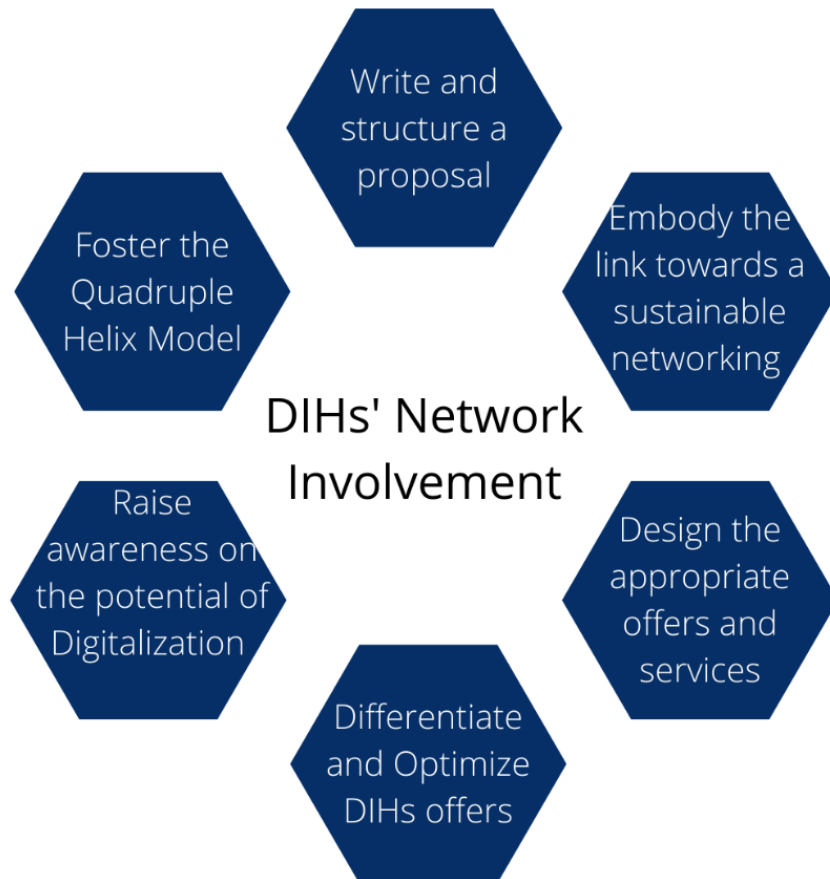 Write and
structure a
proposal
Embody the
link towards a
sustainable
networking
Design the
appropriate
offers and
services
Differentiate
and Optimize
DIHs offers
Raise
awareness on
the potential of
Digitalization
Foster the
Quadruple
Helix Model
DIHs' Network
Involvement